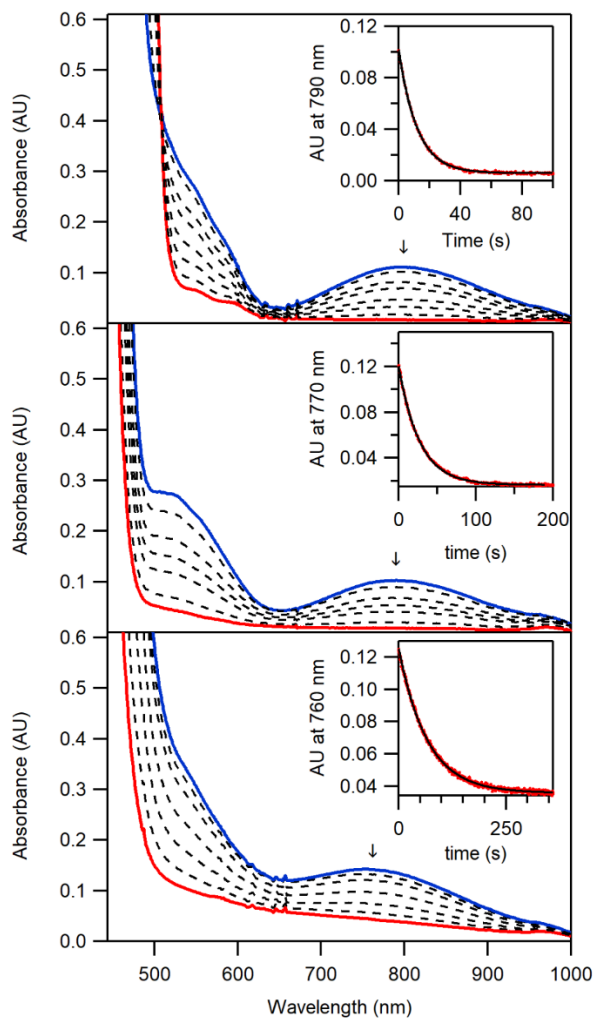 0.6
0.5
0.4
0.3
0.2
0.1
Absorbance (AU)
AU at 790 nm
0.12
0.08
0.04
0.00
0 40 80
Time (s)
↓
0.6
0.5
0.4
0.3
0.2
0.1
Absorbance (AU)
AU at 770 nm
0.12
0.08
0.04
0 100 200
time (s)
↓
0.6
0.5
0.4
0.3
0.2
0.1
0.0
Absorbance (AU)
AU at 760 nm
0.12
0.10
0.08
0.06
0.04
0 250
time (s)
↓
500 600 700 800 900 1000
Wavelength (nm)